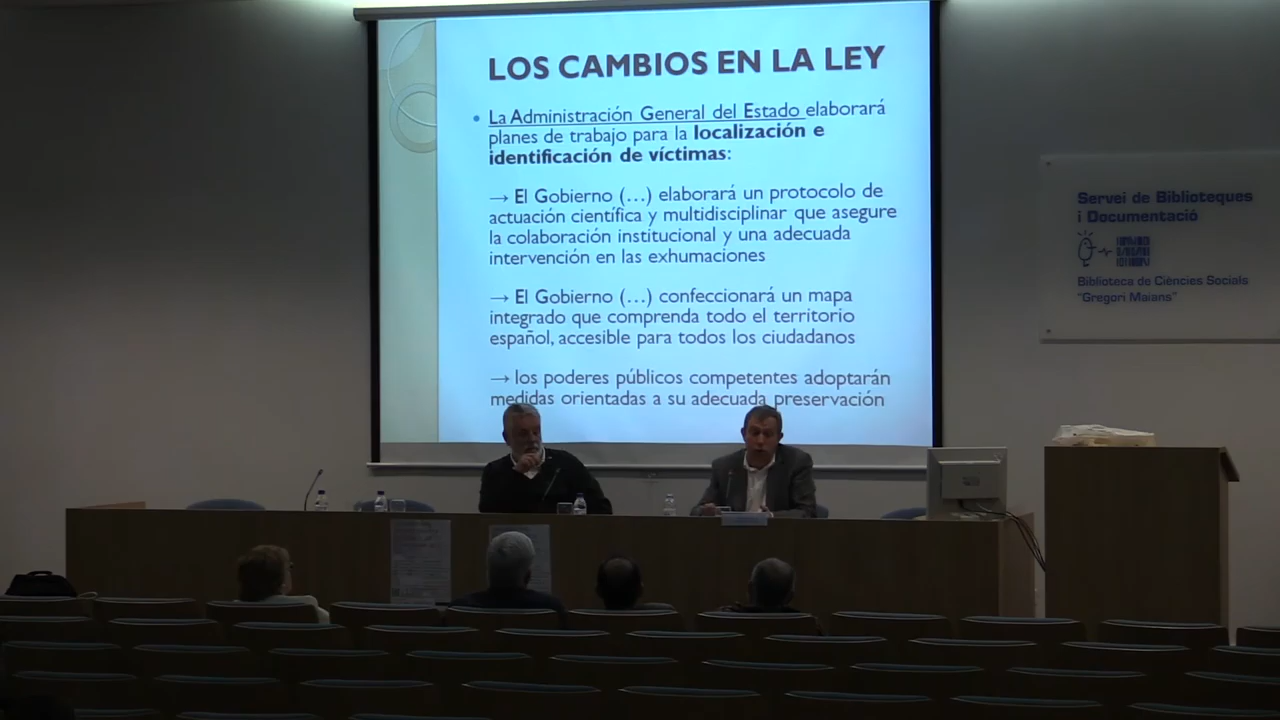 LOS CAMBIOS EN LA LEY
• La Administración General del Estado elaborará
planes de trabajo para la localización e
identificación de víctimas:
→ El Gobierno (…) elaborará un protocolo de
actuación científica y multidisciplinar que asegure
la colaboración institucional y una adecuada
intervención en las exhumaciones
→ El Gobierno (…) confeccionará un mapa
integrado que comprenda todo el territorio
español, accesible para todos los ciudadanos
→ los poderes públicos competentes adoptarán
medidas orientadas a su adecuada preservación
Servei de Biblioteques
i Documentació
Biblioteca de Ciències Socials
"Gregori Maians"